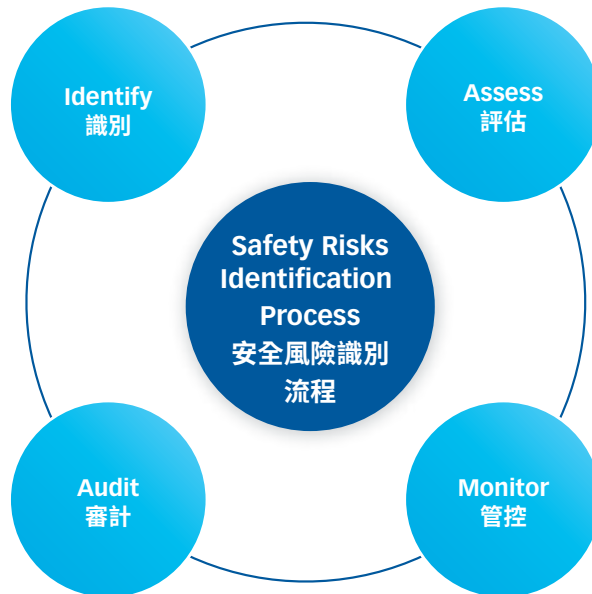 Identify
識別
Assess
評估
Safety Risks
Identification
Process
安全風險識別
流程
Audit
審計
Monitor
管控